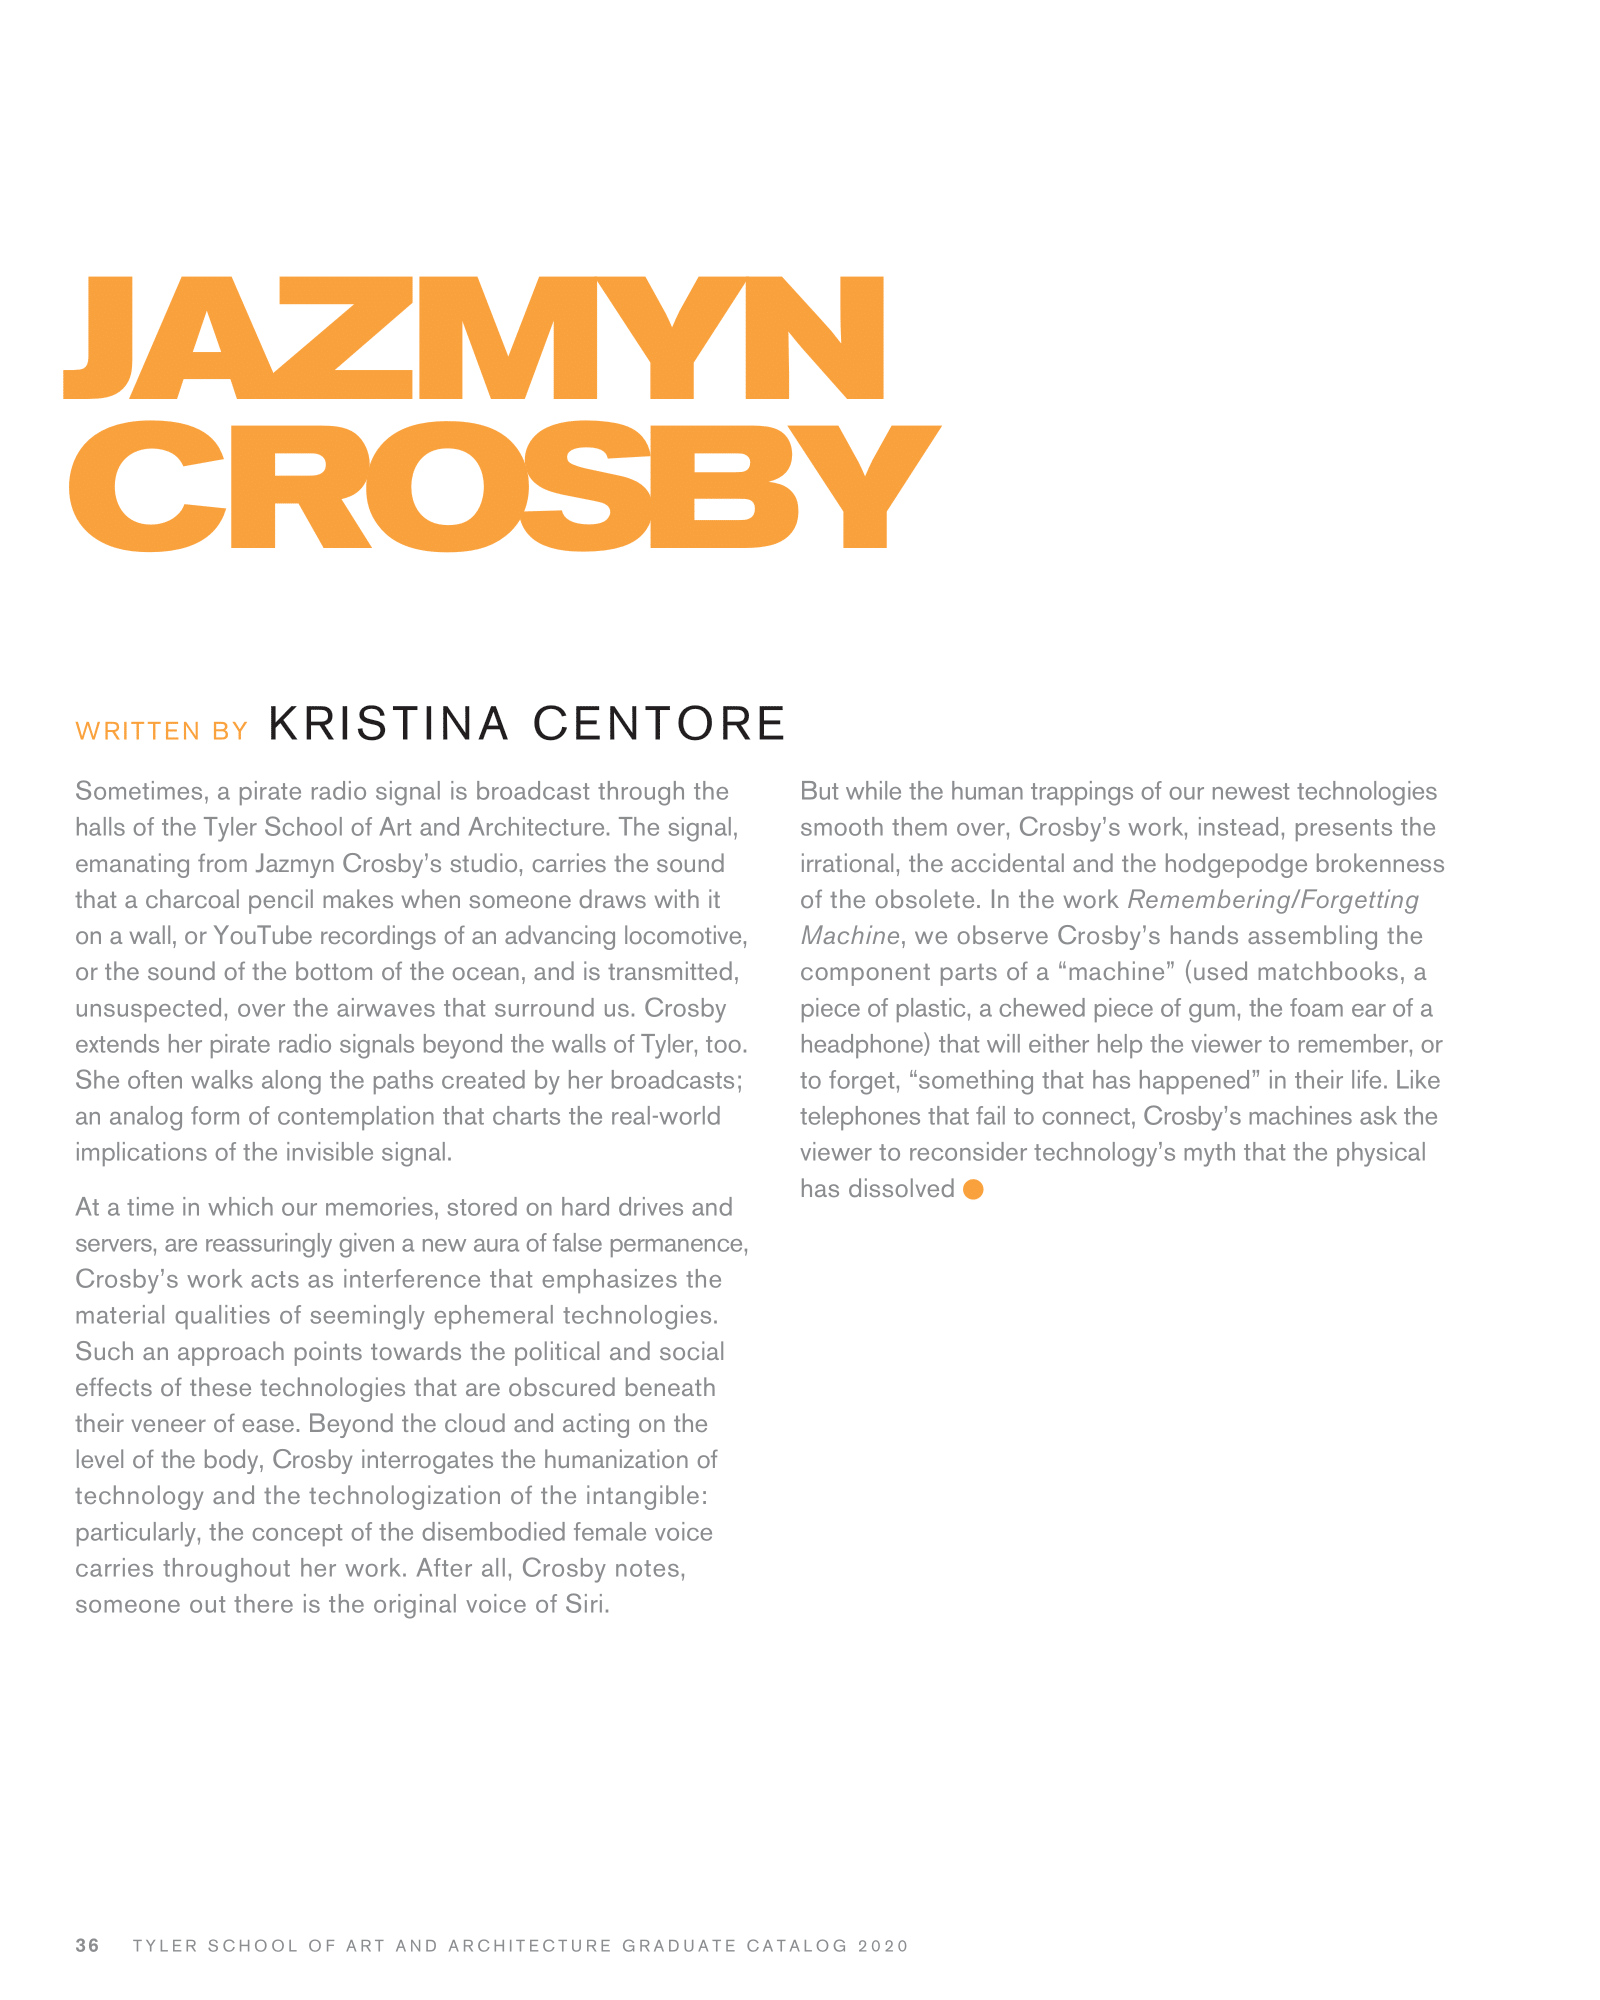 JAZMYN
CROSBY
WRITTEN BY KRISTINA CENTORE
Sometimes, a pirate radio signal is broadcast through the
halls of the Tyler School of Art and Architecture. The signal,
emanating from Jazmyn Crosby’s studio, carries the sound
that a charcoal pencil makes when someone draws with it
on a wall, or YouTube recordings of an advancing locomotive,
or the sound of the bottom of the ocean, and is transmitted,
unsuspected, over the airwaves that surround us. Crosby
extends her pirate radio signals beyond the walls of Tyler, too.
She often walks along the paths created by her broadcasts;
an analog form of contemplation that charts the real-world
implications of the invisible signal.
At a time in which our memories, stored on hard drives and
servers, are reassuringly given a new aura of false permanence,
Crosby’s work acts as interference that emphasizes the
material qualities of seemingly ephemeral technologies.
Such an approach points towards the political and social
effects of these technologies that are obscured beneath
their veneer of ease. Beyond the cloud and acting on the
level of the body, Crosby interrogates the humanization of
technology and the technologization of the intangible:
particularly, the concept of the disembodied female voice
carries throughout her work. After all, Crosby notes,
someone out there is the original voice of Siri.
But while the human trappings of our newest technologies
smooth them over, Crosby’s work, instead, presents the
irrational, the accidental and the hodgepodge brokenness
of the obsolete. In the work Remembering/Forgetting
Machine, we observe Crosby’s hands assembling the
component parts of a “machine” (used matchbooks, a
piece of plastic, a chewed piece of gum, the foam ear of a
headphone) that will either help the viewer to remember, or
to forget, “something that has happened” in their life. Like
telephones that fail to connect, Crosby’s machines ask the
viewer to reconsider technology’s myth that the physical
has dissolved
36 TYLER SCHOOL OF ART AND ARCHITECTURE GRADUATE CATALOG 2020